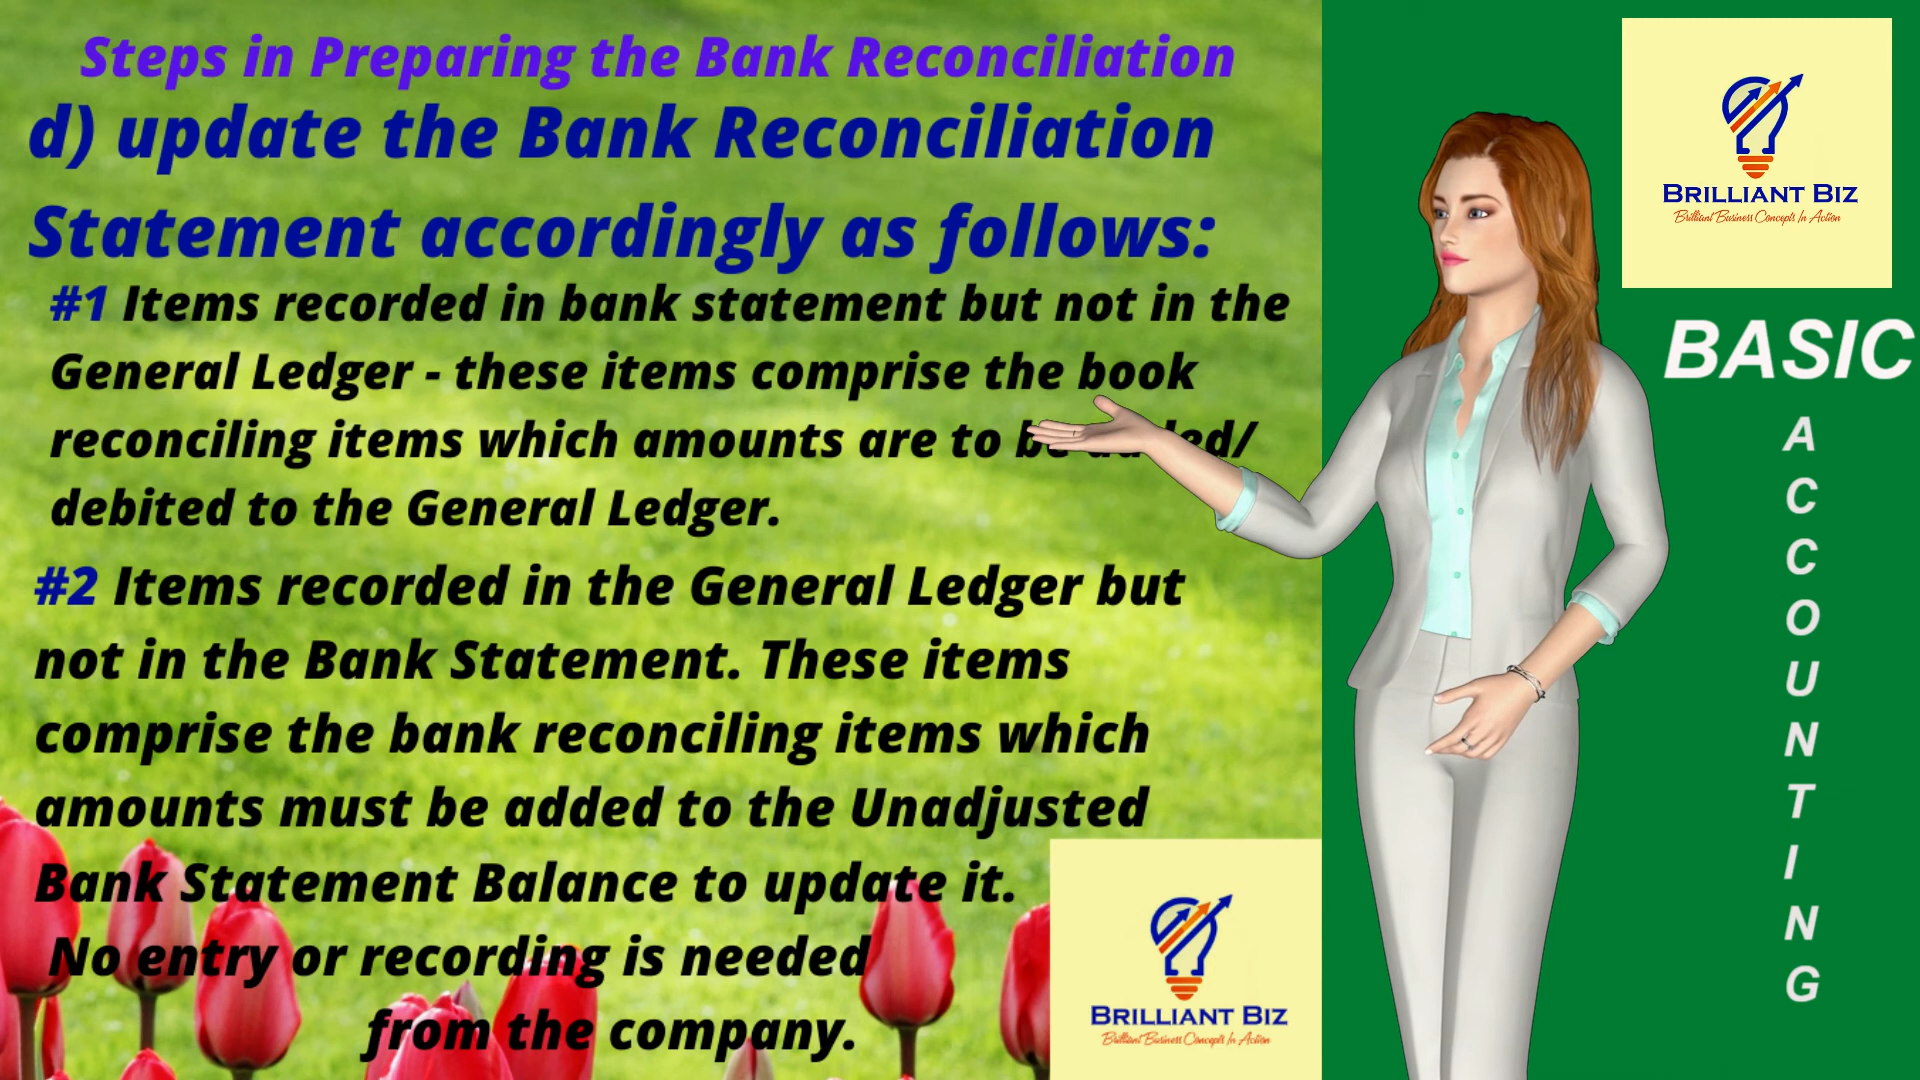 Steps in Preparing the Bank Reconciliation
d) update the Bank Reconciliation
Statement accordingly as follows:
#1 Items recorded in bank statement but not in the
General Ledger - these items comprise the book
reconciling items which amounts are to be added/
debited to the General Ledger.
#2 Items recorded in the General Ledger but
not in the Bank Statement. These items
comprise the bank reconciling items which
amounts must be added to the Unadjusted
Bank Statement Balance to update it.
No entry or recording is needed
from the company.
BRILLIANT BIZ
Brilliant Business Concepts In Action
BRILLIANT BIZ
Brilliant Business Concepts In Action
BASIC
A
C
C
O
U
N
T
I
N
G